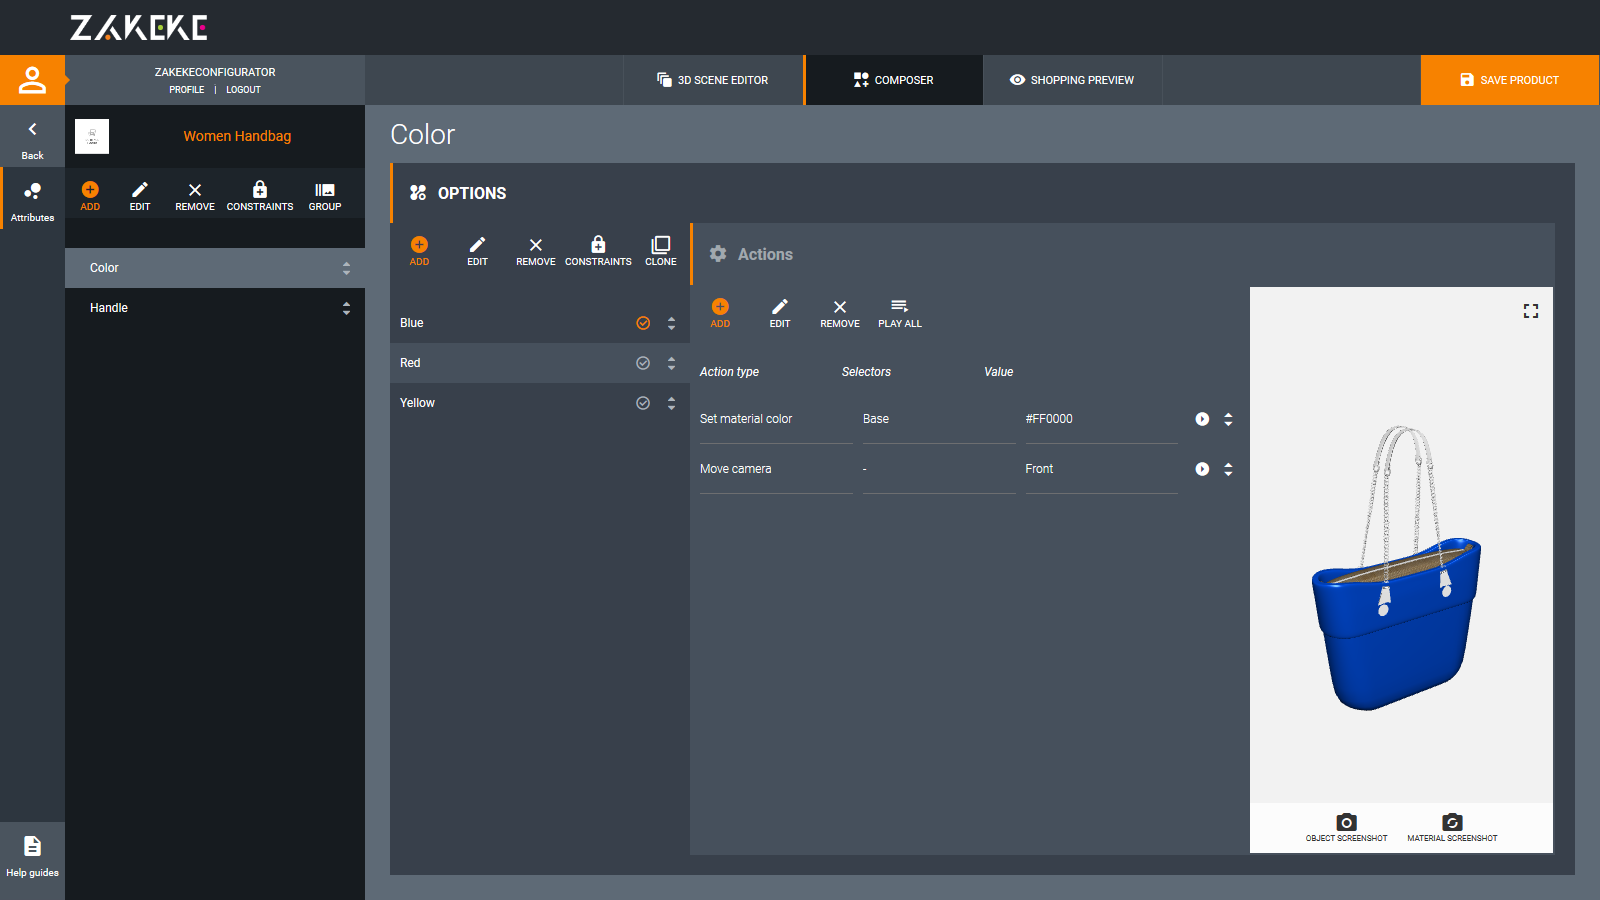 ZAKEKE
ZAKEKECONFIGURATOR
PROFILE | LOGOUT
3D SCENE EDITOR
COMPOSER
SHOPPING PREVIEW
SAVE PRODUCT
Back
Attributes
Help guides
Women Handbag
ADD EDIT REMOVE CONSTRAINTS GROUP
Color
Handle
Color
OPTIONS
ADD EDIT REMOVE CONSTRAINTS CLONE
Blue
Red
Yellow
Actions
ADD EDIT REMOVE PLAY ALL
Action type Selectors Value
Set material color Base #FF0000
Move camera - Front
OBJECT SCREENSHOT MATERIAL SCREENSHOT